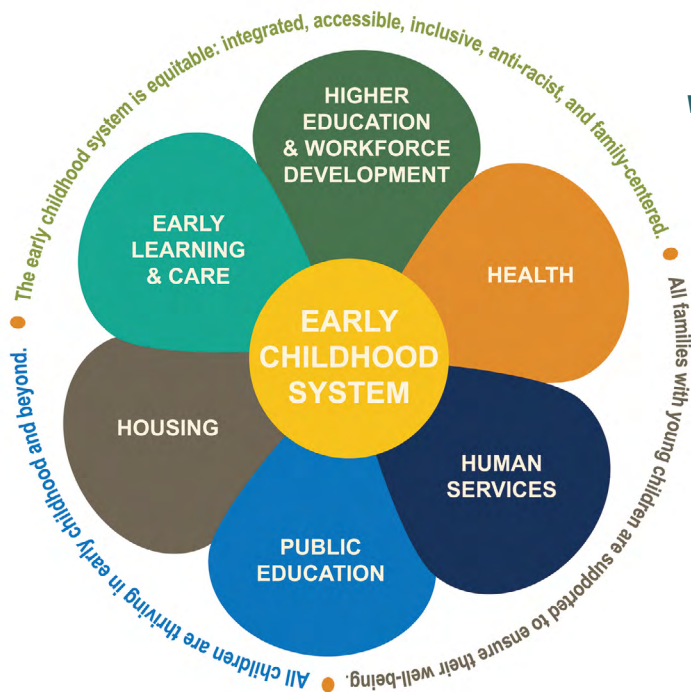 The early childhood system is equitable: integrated, accessible, inclusive, anti-racist, and family-centered.
All families with young children are supported to ensure their well-being.
All children are thriving in early childhood and beyond.
HIGHER
EDUCATION
& WORKFORCE
DEVELOPMENT
HEALTH
HUMAN
SERVICES
PUBLIC
EDUCATION
HOUSING
EARLY
LEARNING
& CARE
EARLY
CHILDHOOD
SYSTEM